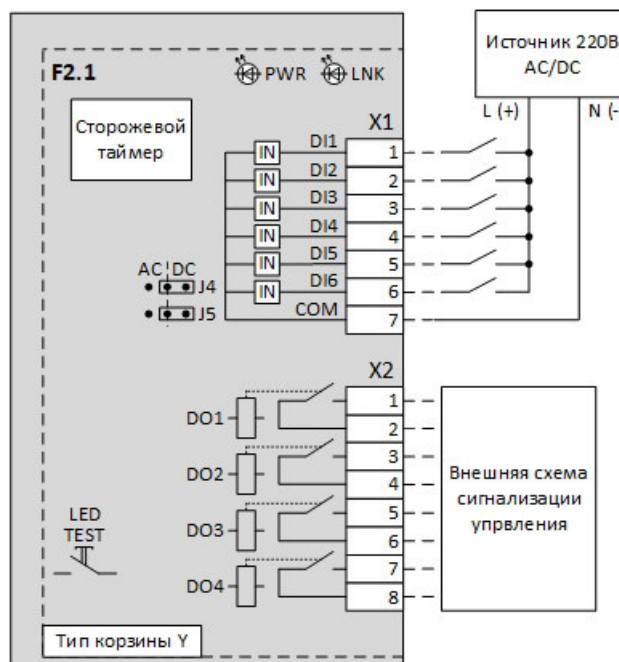 F2.1
PWR
LNK
Источник 220В
AC/DC
L (+)
N (-
Сторожевой
таймер
X1
IN
DI1
1
IN
DI2
2
IN
DI3
3
IN
DI4
4
IN
DI5
5
IN
DI6
6
COM
7
AC
DC
J4
J5
X2
DO1
1
2
DO2
3
4
DO3
5
6
DO4
7
8
Внешняя схема
сигнализации
упрвления
LED
TEST
Тип корзины Y